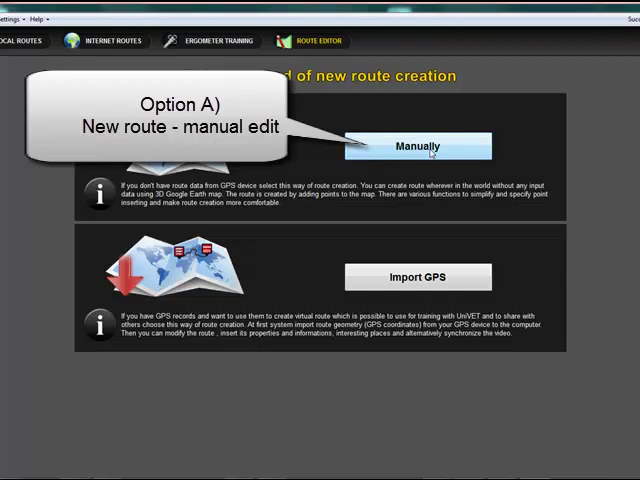 ettings Help
Suc
OCAL ROUTES INTERNET ROUTES ERGOMETER TRAINING ROUTE EDITOR
d of new route creation
Option A)
New route - manual edit
Manually
If you don't have route data from GPS device select this way of route creation. You can create route wherever in the world without any input
data using 3D Google Earth map. The route is created by adding points to the map. There are various functions to simplify and specify point
inserting and make route creation more comfortable.
Import GPS
If you have GPS records and want to use them to create virtual route which is possible to use for training with UniVET and to share with
others choose this way of route creation. At first system import route geometry (GPS coordinates) from your GPS device to the computer.
Then you can modify the route , insert its properties and informations, interesting places and alternatively synchronize the video.